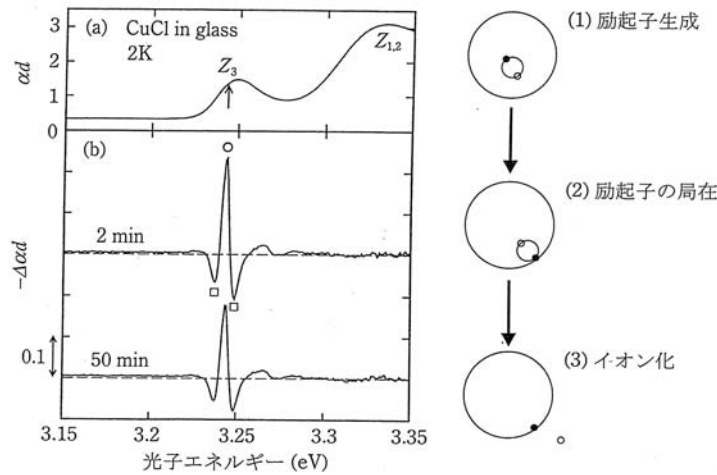 (a) CuCl in glass
2K
Z₃
Z₁,₂
αd
3
2
1
0
(b)
2 min
50 min
−Δαd
0.1
3.15
3.2
3.25
3.3
3.35
光子エネルギー (eV)
(1) 励起子生成
(2) 励起子の局在
(3) イオン化